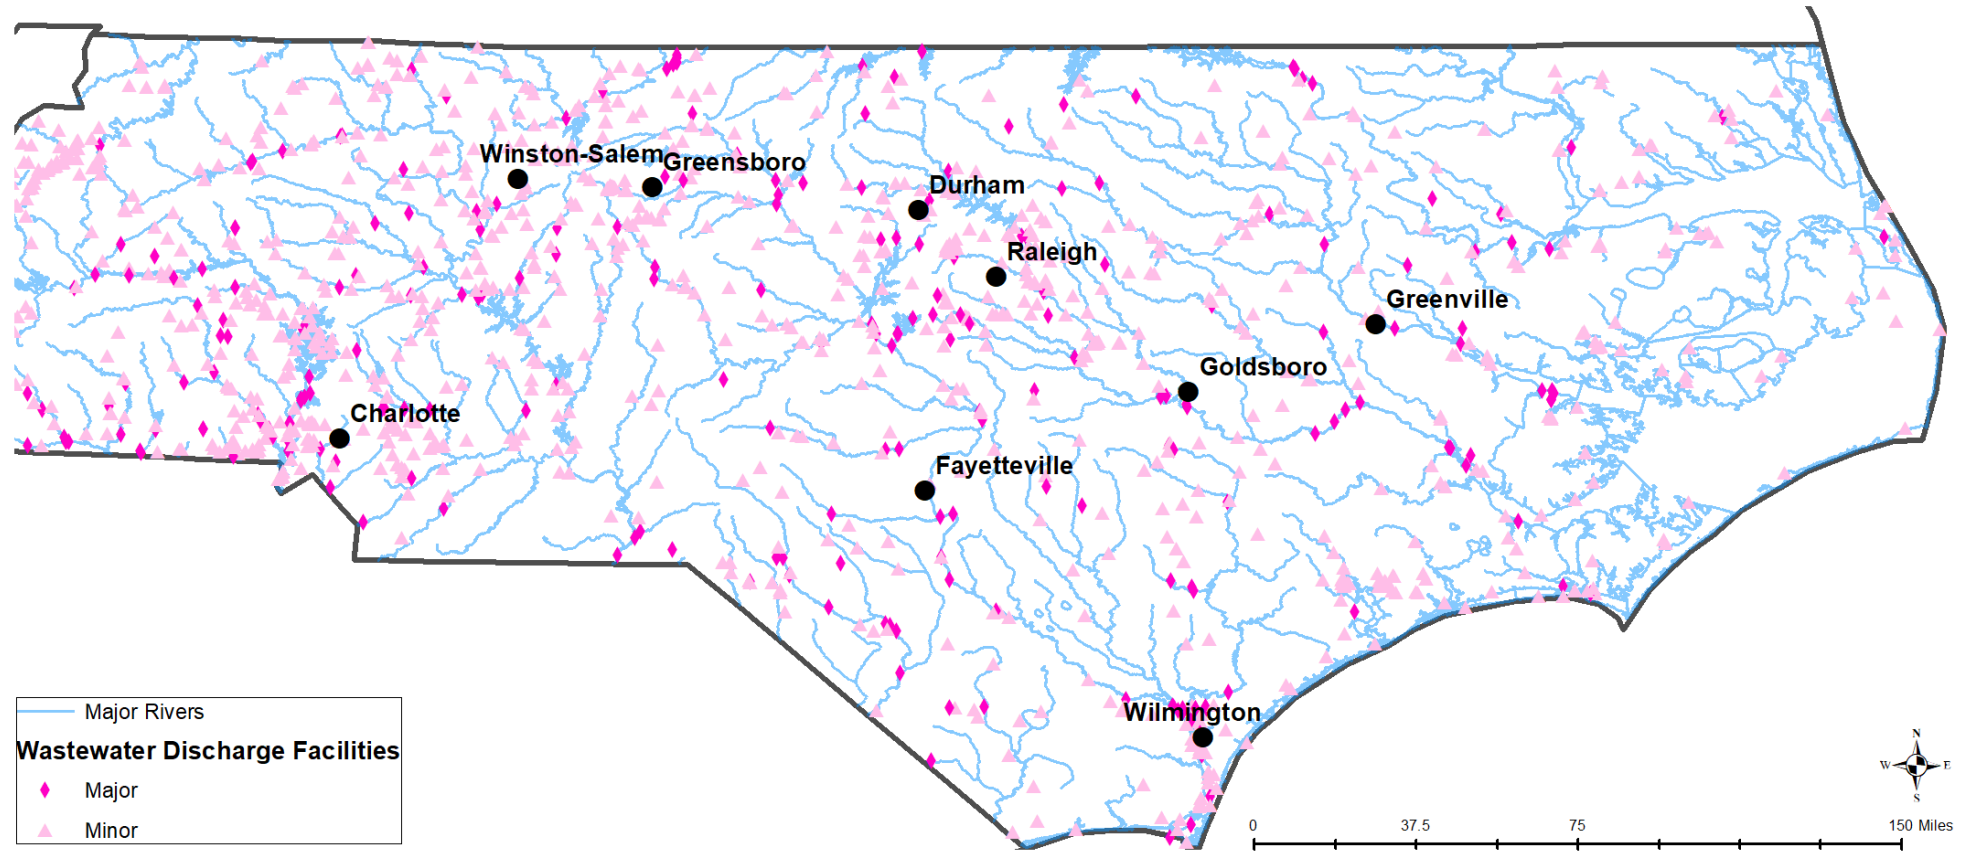 Winston-Salem
Greensboro
Durham
Raleigh
Greenville
Goldsboro
Charlotte
Fayetteville
Wilmington
Major Rivers
Wastewater Discharge Facilities
Major
Minor
N
W E
S
0 37.5 75 150 Miles